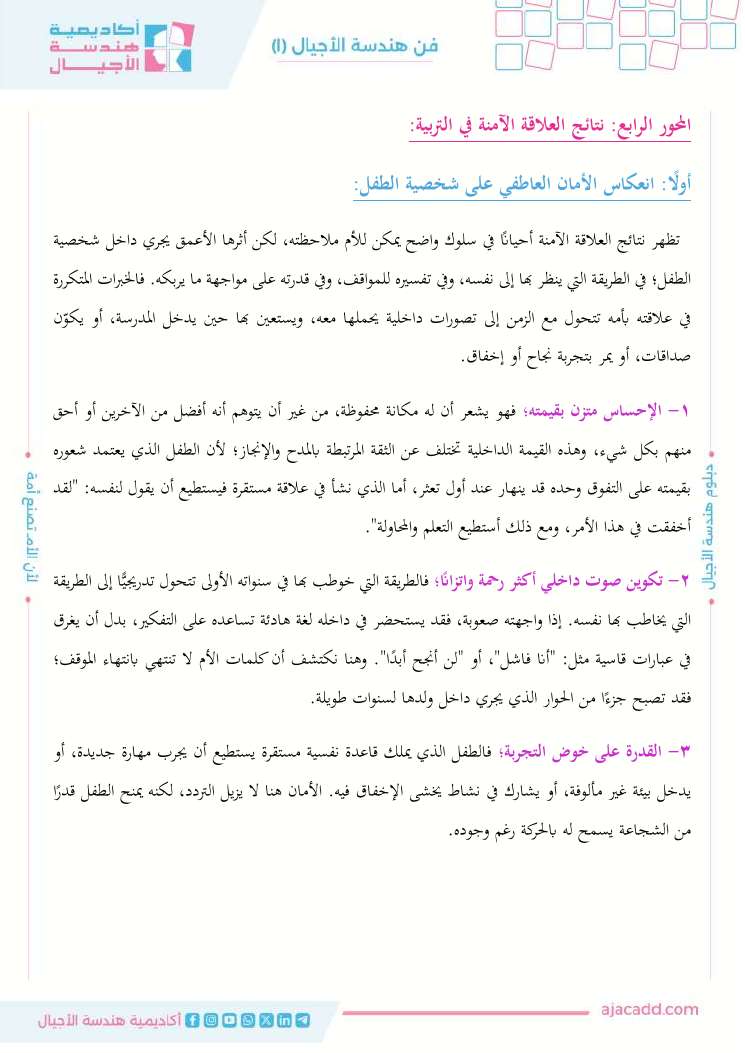 أكاديمية
هندسة
الأجيال
فن هندسة الأجيال (١)
المحور الرابع: نتائج العلاقة الآمنة في التربية:
أولًا: انعكاس الأمان العاطفي على شخصية الطفل:
تظهر نتائج العلاقة الآمنة أحيانًا في سلوك واضح يمكن للأم ملاحظته، لكن أثرها الأعمق يجري داخل شخصية
الطفل؛ في الطريقة التي ينظر بها إلى نفسه، وفي تفسيره للمواقف، وفي قدرته على مواجهة ما يربكه. فالخبرات المتكررة
في علاقته بأمه تتحول مع الزمن إلى تصورات داخلية يحملها معه، ويستعين بها حين يدخل المدرسة، أو يكوّن
صداقات، أو يمر بتجربة نجاح أو إخفاق.
١- الإحساس متزن بقيمته؛ فهو يشعر أن له مكانة محفوظة، من غير أن يتوهم أنه أفضل من الآخرين أو أحق
منهم بكل شيء، وهذه القيمة الداخلية تختلف عن الثقة المرتبطة بالمدح والإنجاز؛ لأن الطفل الذي يعتمد شعوره
بقيمته على التفوق وحده قد ينهار عند أول تعثر، أما الذي نشأ في علاقة مستقرة فيستطيع أن يقول لنفسه: "لقد
أخفقت في هذا الأمر، ومع ذلك أستطيع التعلم والمحاولة".
٢- تكوين صوت داخلي أكثر رحمة واتزانًا؛ فالطريقة التي خوطب بها في سنواته الأولى تتحول تدريجيًّا إلى الطريقة
التي يخاطب بها نفسه. إذا واجهته صعوبة، فقد يستحضر في داخله لغة هادئة تساعده على التفكير، بدل أن يغرق
في عبارات قاسية مثل: "أنا فاشل"، أو "لن أنجح أبدًا". وهنا نكتشف أن كلمات الأم لا تنتهي بانتهاء الموقف؛
فقد تصبح جزءًا من الحوار الذي يجري داخل ولدها لسنوات طويلة.
٣- القدرة على خوض التجربة؛ فالطفل الذي يملك قاعدة نفسية مستقرة يستطيع أن يجرب مهارة جديدة، أو
يدخل بيئة غير مألوفة، أو يشارك في نشاط يخشى الإخفاق فيه. الأمان هنا لا يزيل التردد، لكنه يمنح الطفل قدرًا
من الشجاعة يسمح له بالحركة رغم وجوده.
دبلوم هندسة الأجيال
لأن الأم تصنع أمة
ajacadd.com
أكاديمية هندسة الأجيال